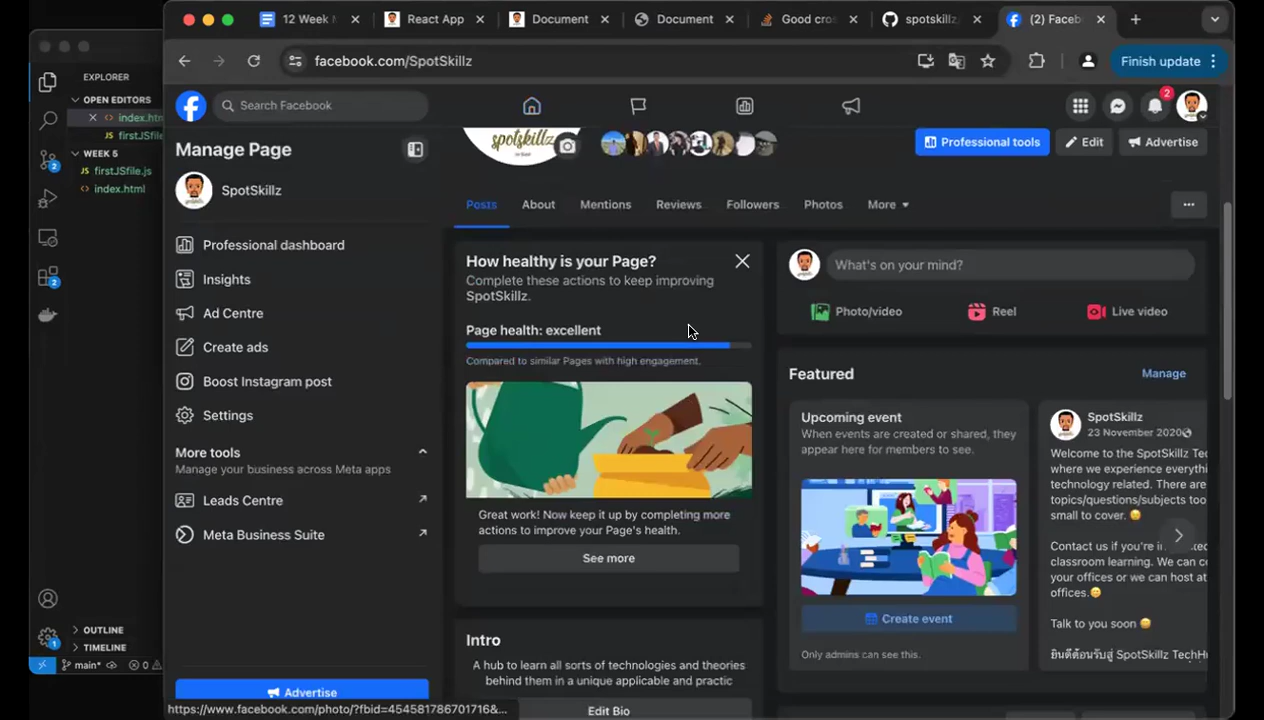 12 Week
React App
Document
Document
Good cro
spotskillz
(2) Faceb
facebook.com/SpotSkillz
Finish update
EXPLORER
OPEN EDITORS
index.htm
firstJSfile
WEEK 5
firstJSfile.js
index.html
OUTLINE
TIMELINE
main*
0
Search Facebook
2
Manage Page
SpotSkillz
Professional dashboard
Insights
Ad Centre
Create ads
Boost Instagram post
Settings
More tools
Manage your business across Meta apps
Leads Centre
Meta Business Suite
Advertise
https://www.facebook.com/photo/?fbid=454581786701716&...
spotskillz
Professional tools
Edit
Advertise
Posts
About
Mentions
Reviews
Followers
Photos
More
How healthy is your Page?
Complete these actions to keep improving
SpotSkillz.
Page health: excellent
Compared to similar Pages with high engagement.
Great work! Now keep it up by completing more
actions to improve your Page's health.
See more
Intro
A hub to learn all sorts of technologies and theories
behind them in a unique applicable and practic
Edit Bio
What's on your mind?
Photo/video
Reel
Live video
Featured
Manage
Upcoming event
When events are created or shared, they
appear here for members to see.
Create event
Only admins can see this.
SpotSkillz
23 November 2020
Welcome to the SpotSkillz Tec
where we experience everythi
technology related. There are
topics/questions/subjects too
small to cover.
Contact us if you're in
classroom learning. We can c
your offices or we can host at
offices.
Talk to you soon
ยินดีต้อนรับสู่ SpotSkillz TechHu